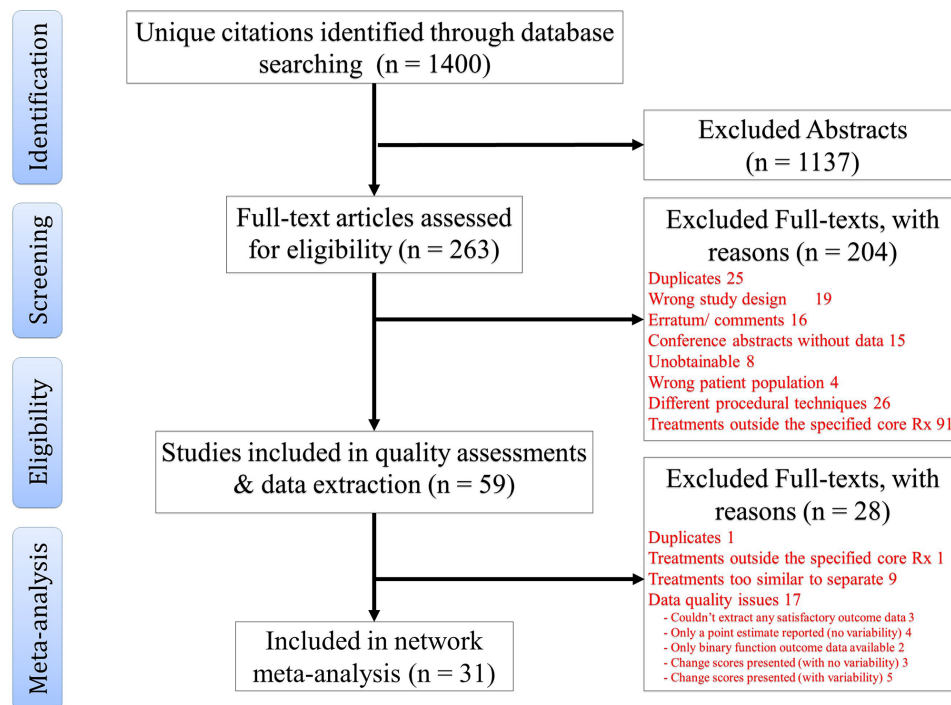 Identification
Unique citations identified through database
searching (n = 1400)
Excluded Abstracts
(n = 1137)
Screening
Full-text articles assessed
for eligibility (n = 263)
Excluded Full-texts, with
reasons (n = 204)
Duplicates 25
Wrong study design 19
Erratum/ comments 16
Conference abstracts without data 15
Unobtainable 8
Wrong patient population 4
Different procedural techniques 26
Treatments outside the specified core Rx 91
Eligibility
Studies included in quality assessments
& data extraction (n = 59)
Excluded Full-texts, with
reasons (n = 28)
Duplicates 1
Treatments outside the specified core Rx 1
Treatments too similar to separate 9
Data quality issues 17
- Couldn't extract any satisfactory outcome data 3
- Only a point estimate reported (no variability) 4
- Only binary function outcome data available 2
- Change scores presented (with no variability) 3
- Change scores presented (with variability) 5
Meta-analysis
Included in network
meta-analysis (n = 31)